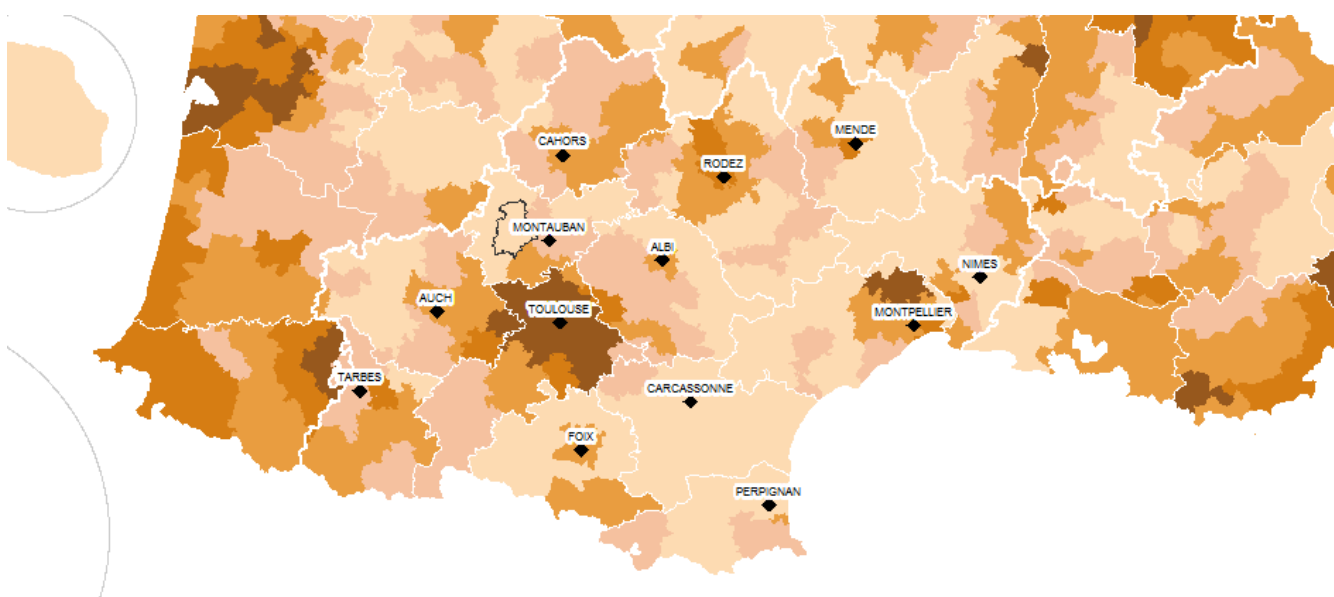 MENDE
CAHORS
RODEZ
MONTAUBAN
ALBI
NIMES
AUCH
TOULOUSE
MONTPELLIER
TARBES
CARCASSONNE
FOIX
PERPIGNAN